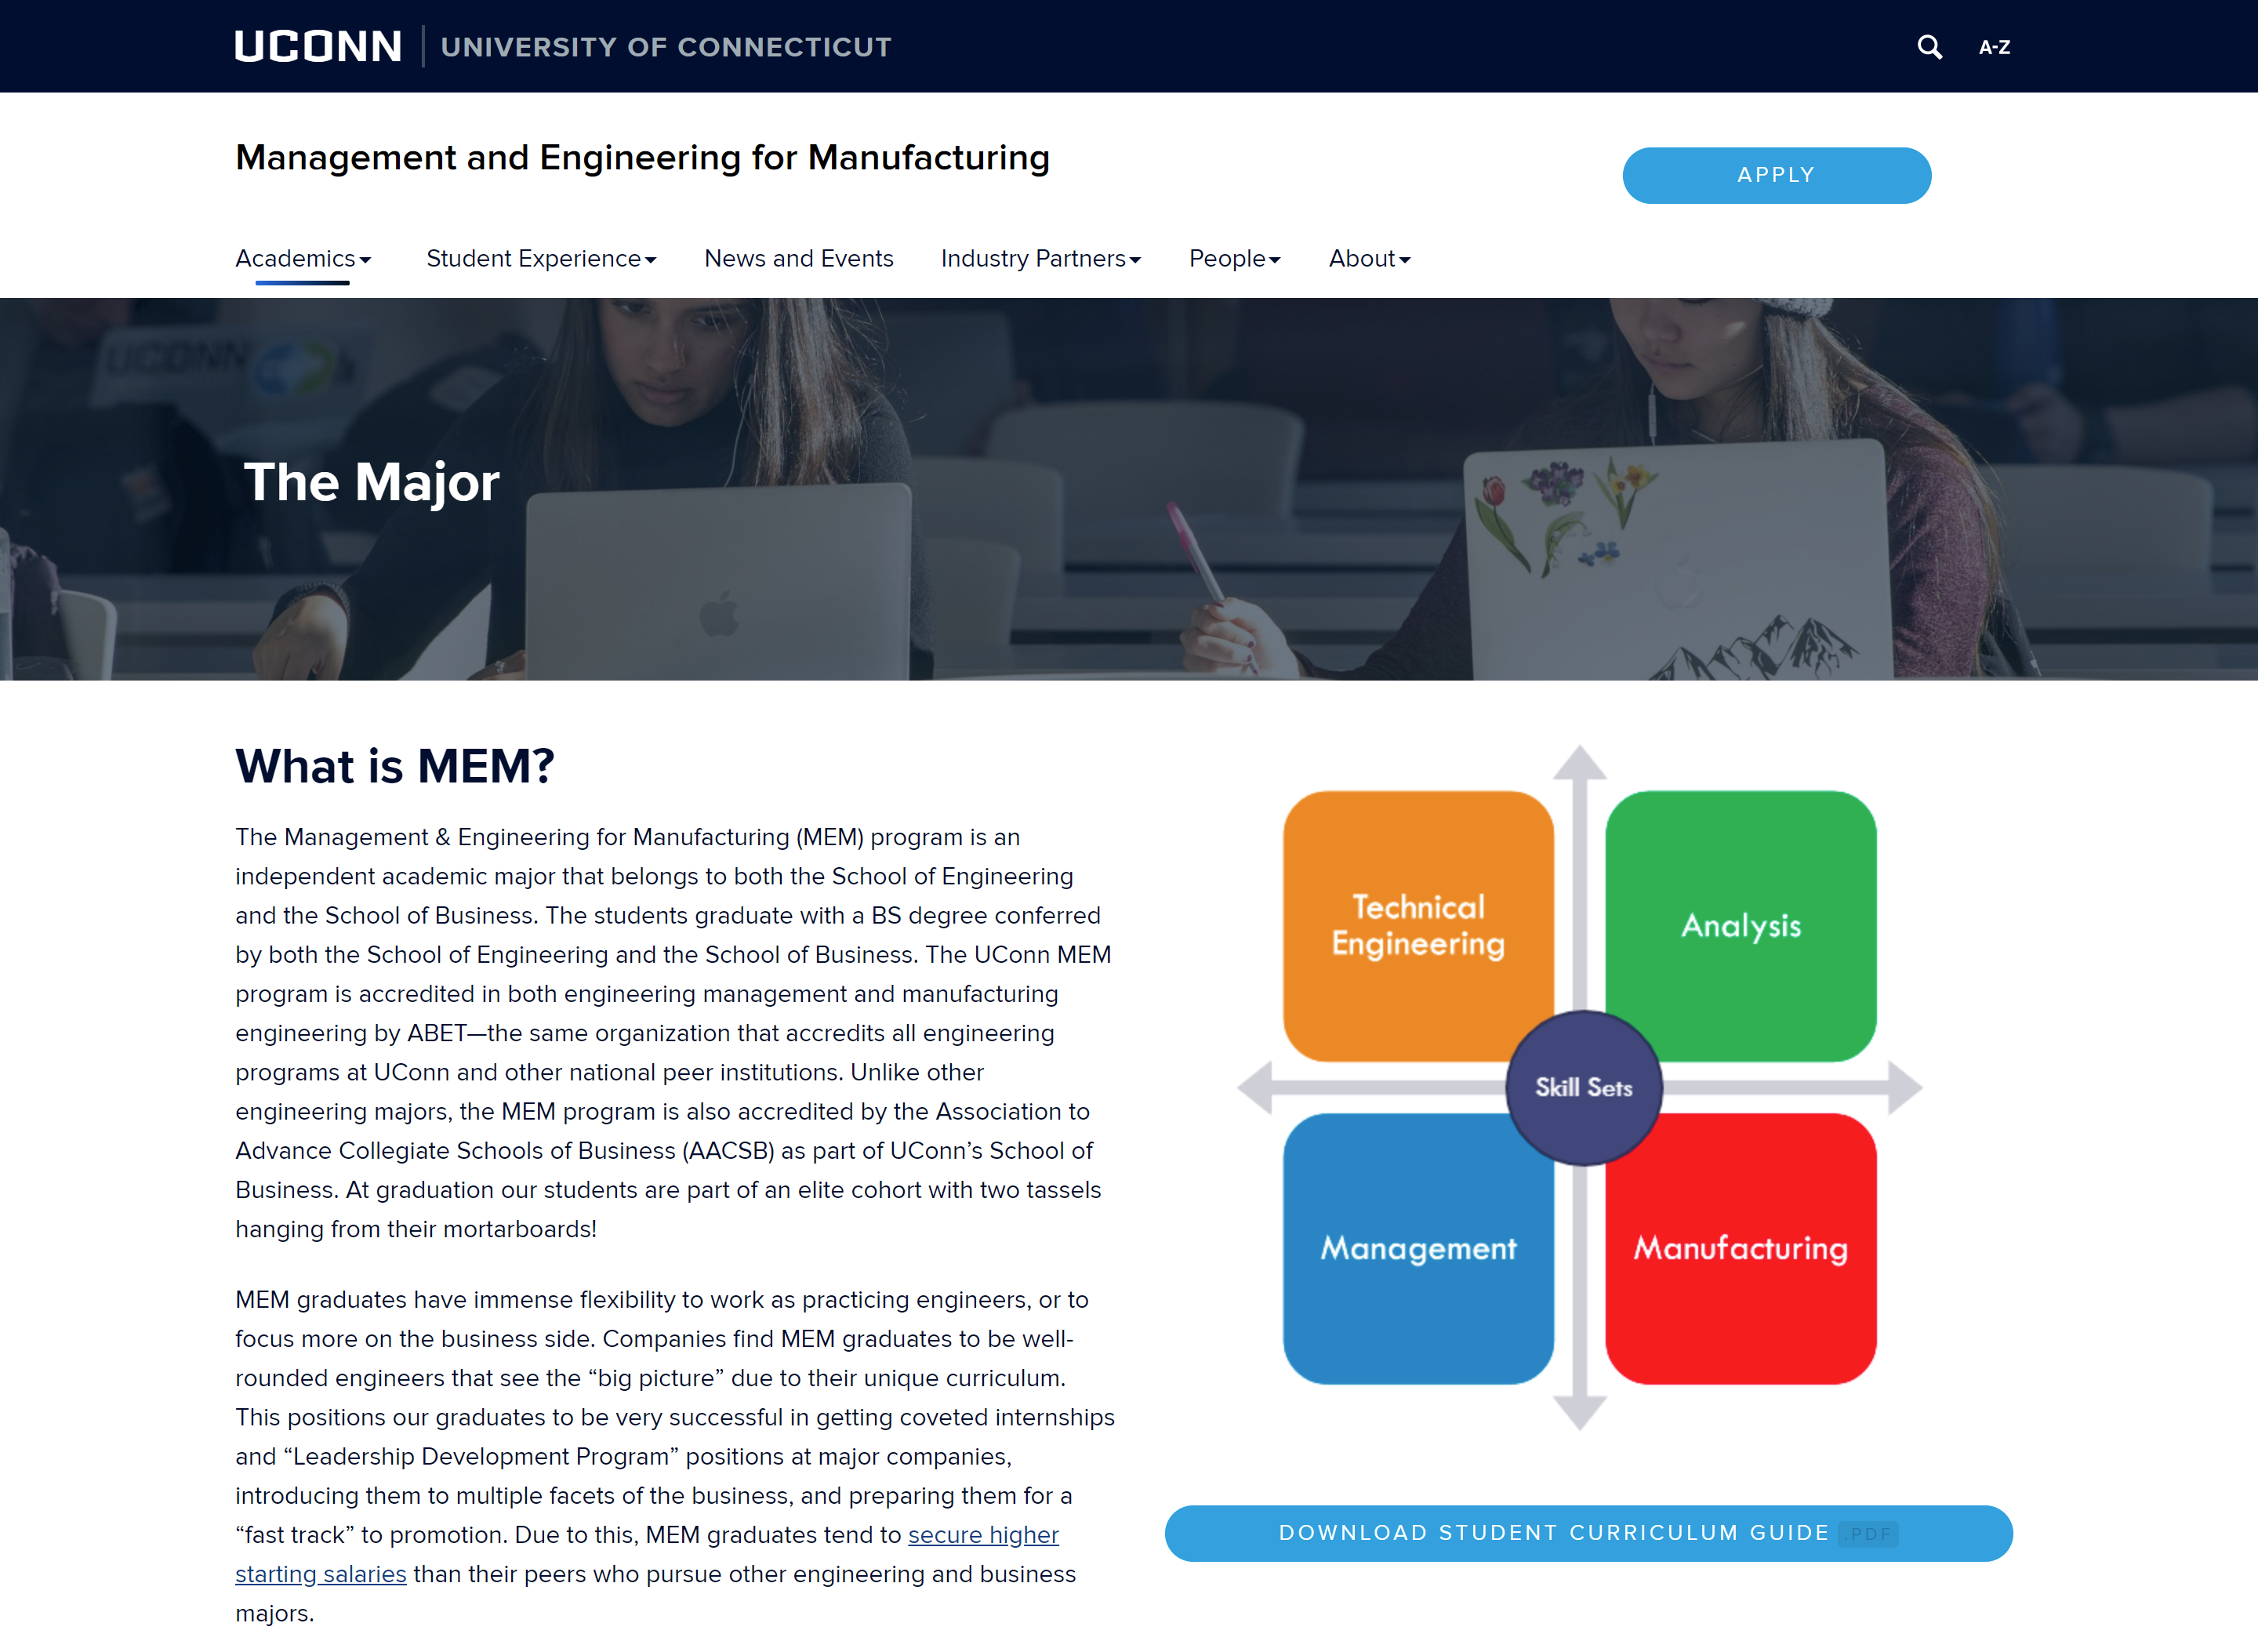 UCONN UNIVERSITY OF CONNECTICUT
A-Z
Management and Engineering for Manufacturing
APPLY
Academics Student Experience News and Events Industry Partners People About
UCONN
The Major
What is MEM?
The Management & Engineering for Manufacturing (MEM) program is an
independent academic major that belongs to both the School of Engineering
and the School of Business. The students graduate with a BS degree conferred
by both the School of Engineering and the School of Business. The UConn MEM
program is accredited in both engineering management and manufacturing
engineering by ABET—the same organization that accredits all engineering
programs at UConn and other national peer institutions. Unlike other
engineering majors, the MEM program is also accredited by the Association to
Advance Collegiate Schools of Business (AACSB) as part of UConn’s School of
Business. At graduation our students are part of an elite cohort with two tassels
hanging from their mortarboards!
MEM graduates have immense flexibility to work as practicing engineers, or to
focus more on the business side. Companies find MEM graduates to be well-
rounded engineers that see the “big picture” due to their unique curriculum.
This positions our graduates to be very successful in getting coveted internships
and “Leadership Development Program” positions at major companies,
introducing them to multiple facets of the business, and preparing them for a
“fast track” to promotion. Due to this, MEM graduates tend to secure higher
starting salaries than their peers who pursue other engineering and business
majors.
Technical
Engineering
Analysis
Skill Sets
Management
Manufacturing
DOWNLOAD STUDENT CURRICULUM GUIDE .PDF